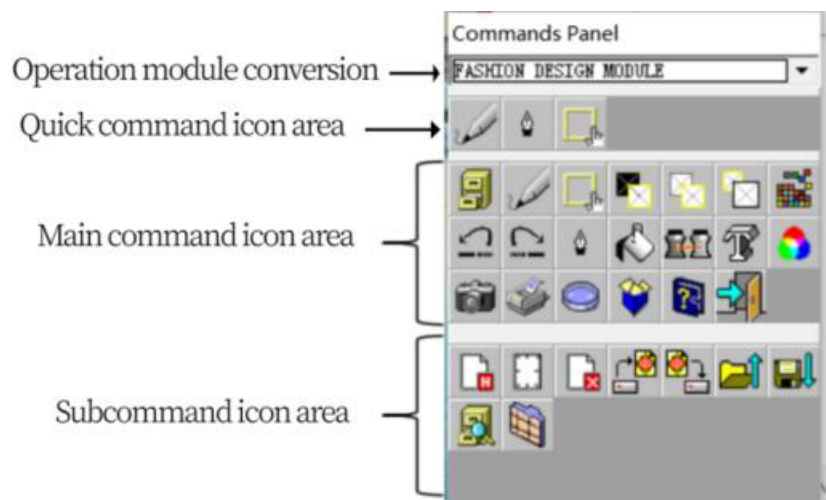 Commands Panel
Operation module conversion
FASHION DESIGN MODULE
Quick command icon area
Main command icon area
Subcommand icon area